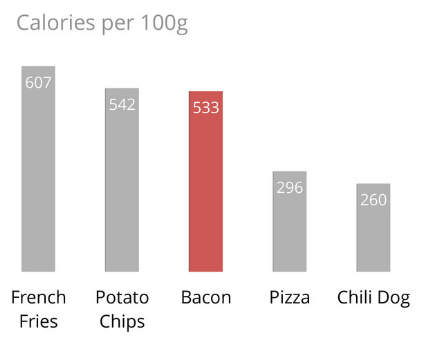 Calories per 100g
607
542
533
296
260
French
Fries
Potato
Chips
Bacon
Pizza
Chili Dog